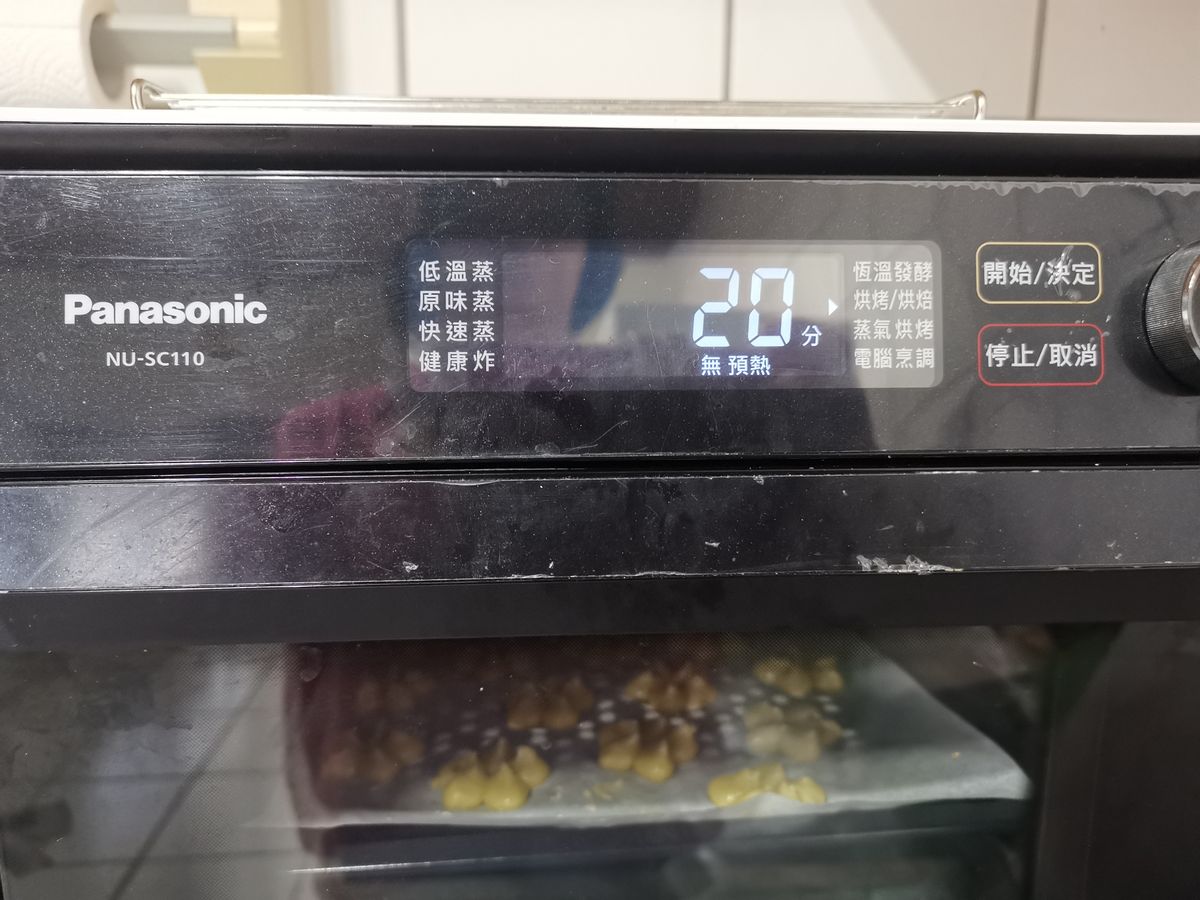 Panasonic
NU-SC110
低溫蒸
原味蒸
快速蒸
健康炸
20分
無 預熱
恆溫發酵
烘烤/烘焙
蒸氣烘烤
電腦烹調
開始/決定
停止/取消